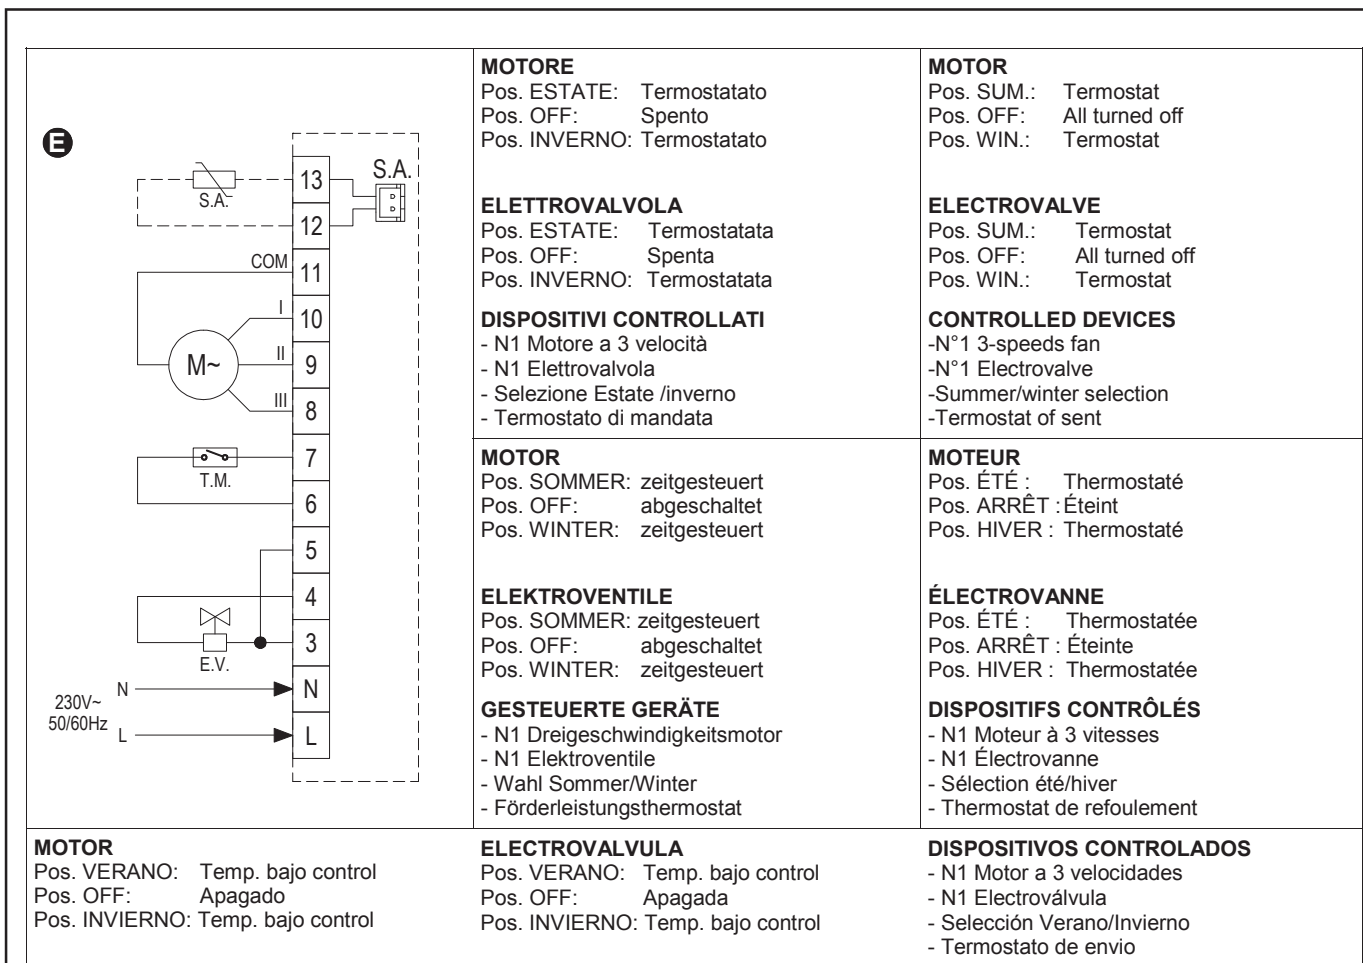 E
S.A.
13
S.A.
12
COM
11
I
10
M~
II
9
III
8
7
T.M.
6
5
4
3
E.V.
N
N
230V~
50/60Hz
L
L
MOTORE
Pos. ESTATE: Termostatato
Pos. OFF: Spento
Pos. INVERNO: Termostatato
ELETTROVALVOLA
Pos. ESTATE: Termostatata
Pos. OFF: Spenta
Pos. INVERNO: Termostatata
DISPOSITIVI CONTROLLATI
- N1 Motore a 3 velocità
- N1 Elettrovalvola
- Selezione Estate /inverno
- Termostato di mandata
MOTOR
Pos. SUM.: Termostat
Pos. OFF: All turned off
Pos. WIN.: Termostat
ELECTROVALVE
Pos. SUM.: Termostat
Pos. OFF: All turned off
Pos. WIN.: Termostat
CONTROLLED DEVICES
-N°1 3-speeds fan
-N°1 Electrovalve
-Summer/winter selection
-Termostat of sent
MOTOR
Pos. SOMMER: zeitgesteuert
Pos. OFF: abgeschaltet
Pos. WINTER: zeitgesteuert
ELEKTROVENTILE
Pos. SOMMER: zeitgesteuert
Pos. OFF: abgeschaltet
Pos. WINTER: zeitgesteuert
GESTEUERTE GERÄTE
- N1 Dreigeschwindigkeitsmotor
- N1 Elektroventile
- Wahl Sommer/Winter
- Förderleistungsthermostat
MOTEUR
Pos. ÉTÉ : Thermostaté
Pos. ARRÊT : Éteint
Pos. HIVER : Thermostaté
ÉLECTROVANNE
Pos. ÉTÉ : Thermostatée
Pos. ARRÊT : Éteinte
Pos. HIVER : Thermostatée
DISPOSITIFS CONTRÔLÉS
- N1 Moteur à 3 vitesses
- N1 Électrovanne
- Sélection été/hiver
- Thermostat de refoulement
MOTOR
Pos. VERANO: Temp. bajo control
Pos. OFF: Apagado
Pos. INVIERNO: Temp. bajo control
ELECTROVALVULA
Pos. VERANO: Temp. bajo control
Pos. OFF: Apagada
Pos. INVIERNO: Temp. bajo control
DISPOSITIVOS CONTROLADOS
- N1 Motor a 3 velocidades
- N1 Electroválvula
- Selección Verano/Invierno
- Termostato de envio